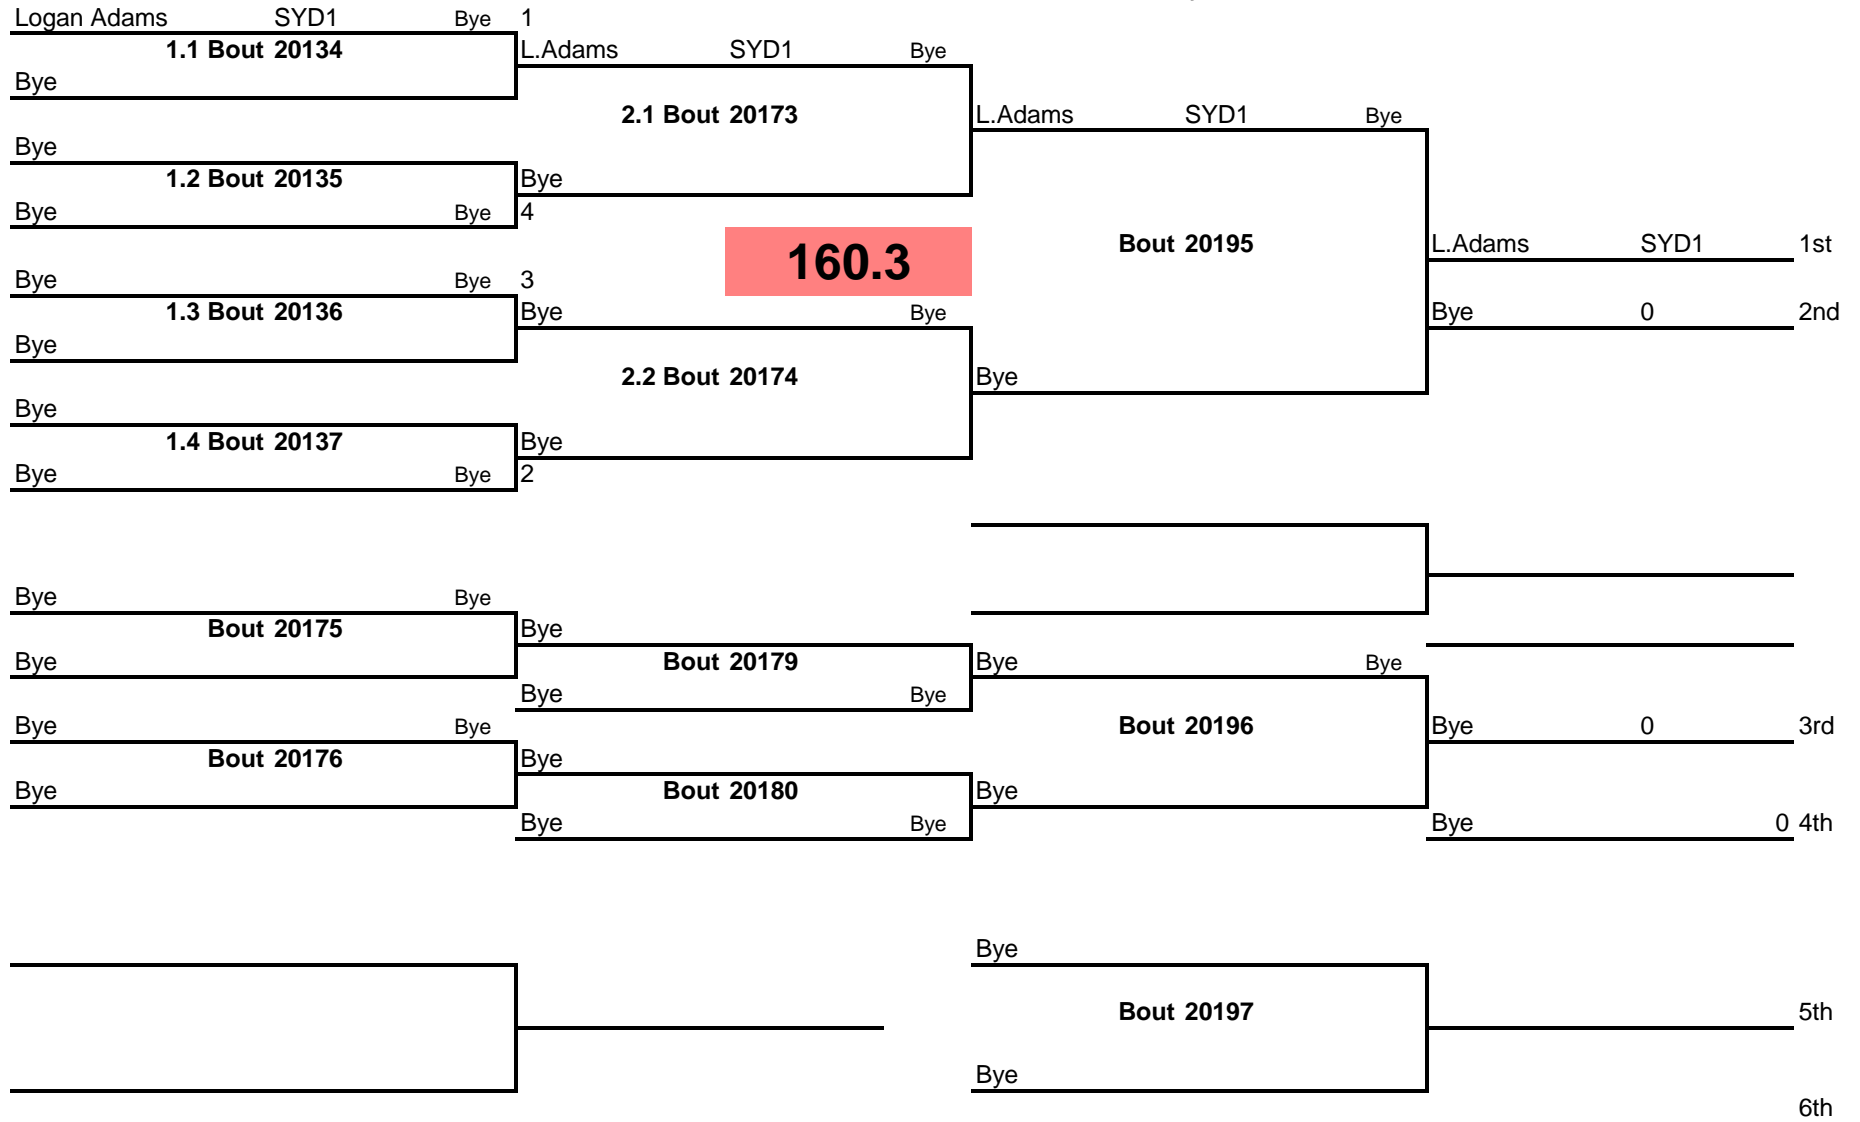 Logan Adams SYD1 Bye 1
1.1 Bout 20134 L.Adams SYD1 Bye
Bye
2.1 Bout 20173 L.Adams SYD1 Bye
Bye
1.2 Bout 20135 Bye
Bye Bye 4
160.3 Bout 20195 L.Adams SYD1 1st
Bye Bye 3
1.3 Bout 20136 Bye Bye Bye 0 2nd
Bye
2.2 Bout 20174 Bye
Bye
1.4 Bout 20137 Bye
Bye Bye 2
Bye Bye
Bout 20175 Bye
Bye Bout 20179 Bye Bye
Bye Bye
Bye Bye Bout 20196 Bye 0 3rd
Bout 20176 Bye
Bye Bout 20180 Bye
Bye Bye Bye 0 4th
Bye
Bout 20197 5th
Bye
6th